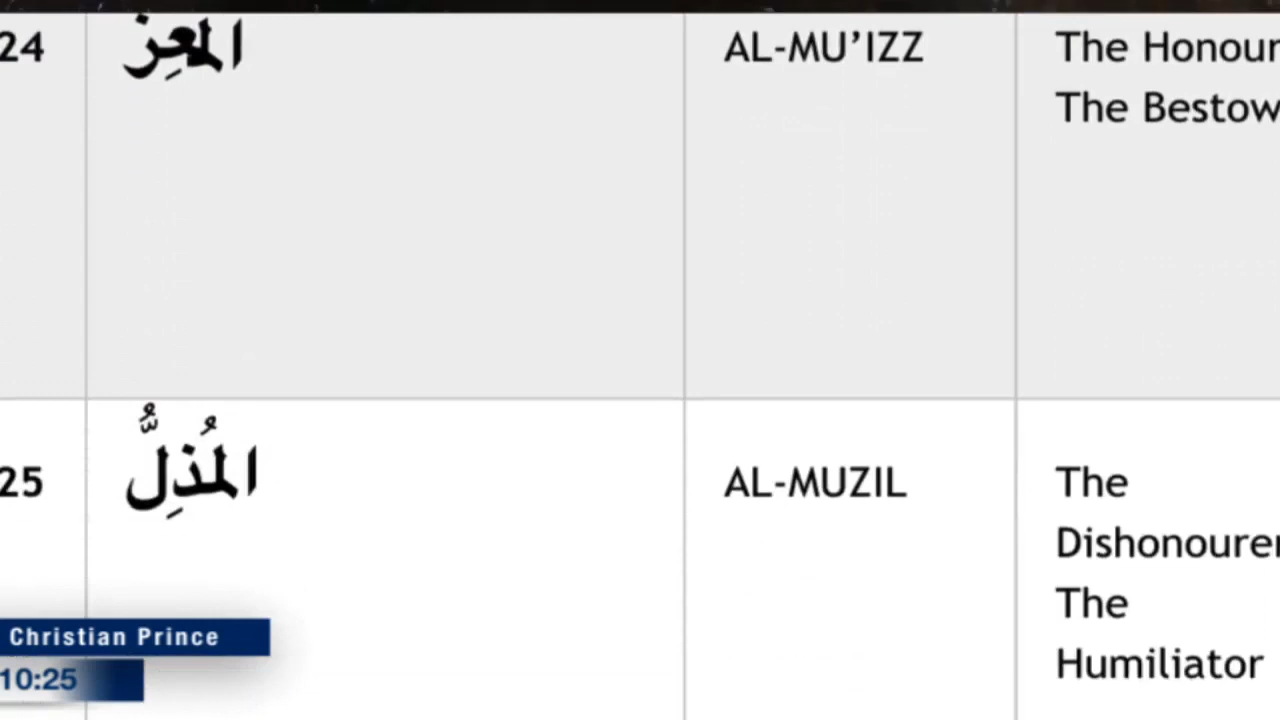 24
المعِز
AL-MU’IZZ
The Honour
The Bestow
25
المُذِلُّ
AL-MUZIL
The
Dishonourer
The
Humiliator
Christian Prince
10:25